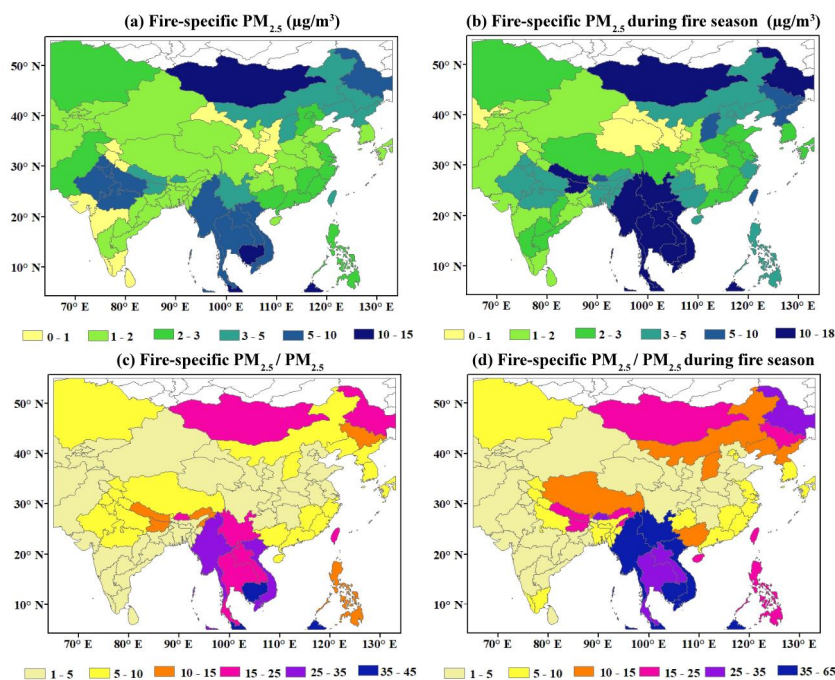 (a) Fire-specific PM2.5 (µg/m³)
(b) Fire-specific PM2.5 during fire season (µg/m³)
50° N
40° N
30° N
20° N
10° N
70° E 80° E 90° E 100° E 110° E 120° E 130° E
0 - 1 1 - 2 2 - 3 3 - 5 5 - 10 10 - 15
50° N
40° N
30° N
20° N
10° N
70° E 80° E 90° E 100° E 110° E 120° E 130° E
0 - 1 1 - 2 2 - 3 3 - 5 5 - 10 10 - 18
(c) Fire-specific PM2.5 / PM2.5
(d) Fire-specific PM2.5 / PM2.5 during fire season
50° N
40° N
30° N
20° N
10° N
70° E 80° E 90° E 100° E 110° E 120° E 130° E
1 - 5 5 - 10 10 - 15 15 - 25 25 - 35 35 - 45
50° N
40° N
30° N
20° N
10° N
70° E 80° E 90° E 100° E 110° E 120° E 130° E
1 - 5 5 - 10 10 - 15 15 - 25 25 - 35 35 - 65